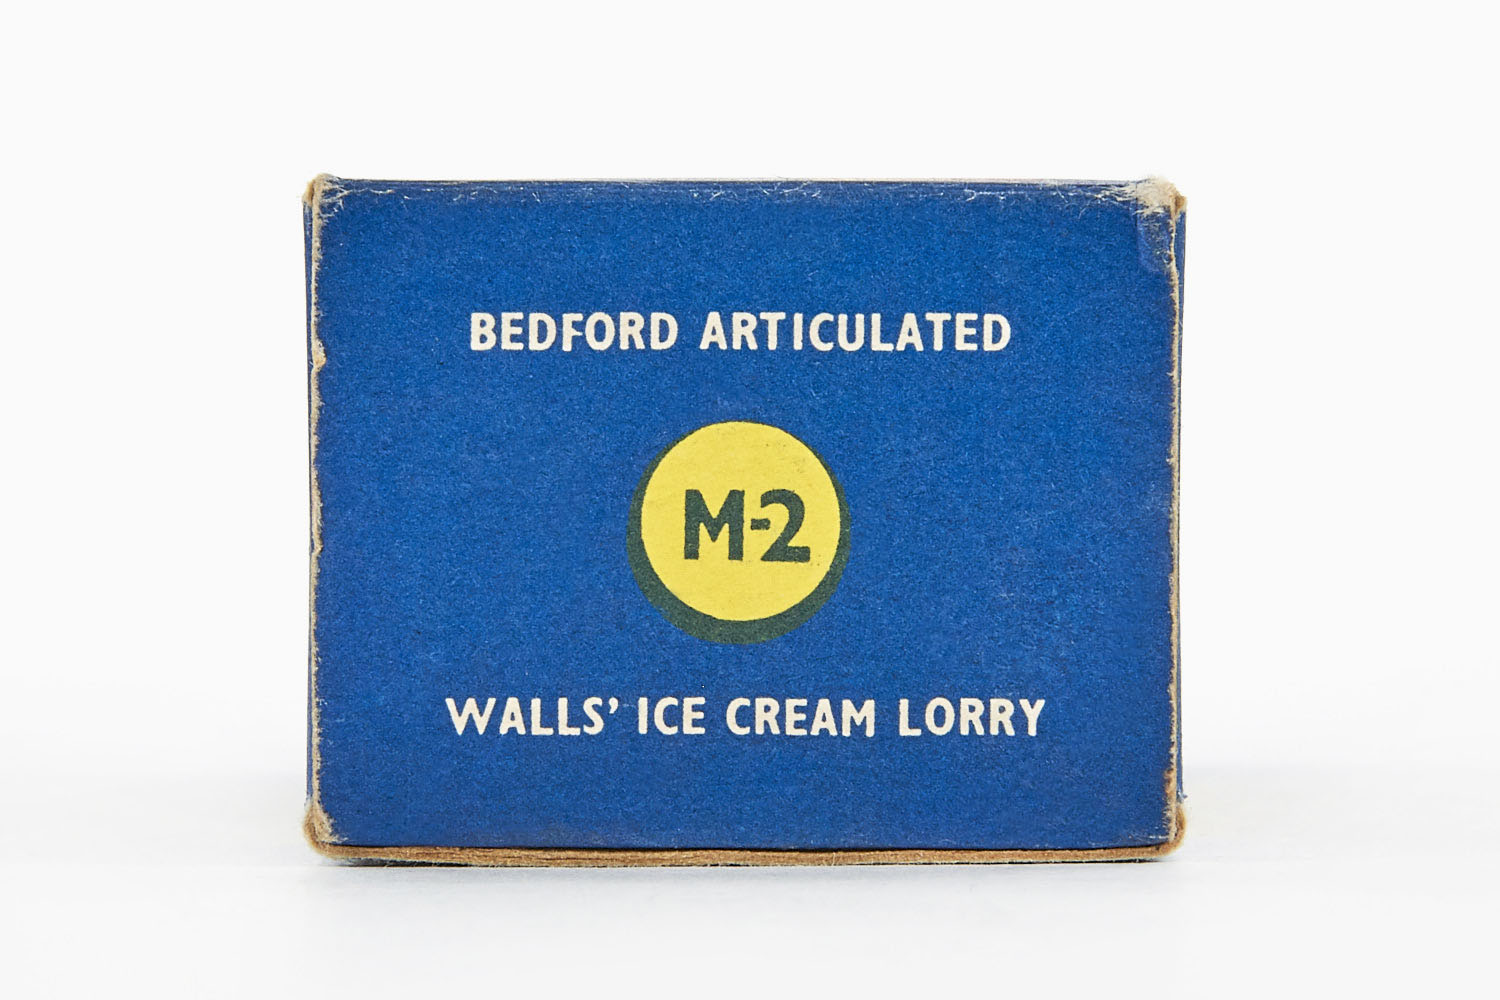 BEDFORD ARTICULATED
M-2
WALLS' ICE CREAM LORRY